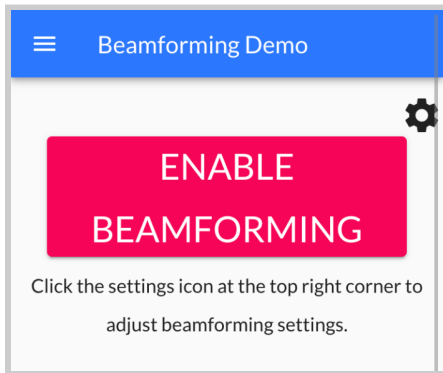 Beamforming Demo
ENABLE
BEAMFORMING
Click the settings icon at the top right corner to
adjust beamforming settings.